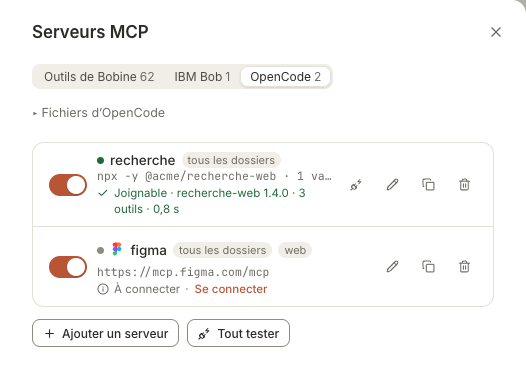 Serveurs MCP
Outils de Bobine 62 IBM Bob 1 OpenCode 2
Fichiers d’OpenCode
recherche tous les dossiers
npx -y @acme/recherche-web · 1 va…
Joignable · recherche-web 1.4.0 · 3
outils · 0,8 s
figma tous les dossiers web
https://mcp.figma.com/mcp
À connecter · Se connecter
+ Ajouter un serveur Tout tester